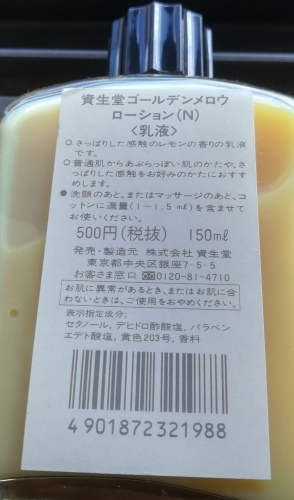 資生堂ゴールデンメロウ
ローション(N)
<乳液>
○さっぱりした感触のレモンの香りの乳液
です。
○普通肌からあぶらっぽい肌のかたや、さ
っぱりした感触をお好みのかたにおすす
めします。
●洗顔のあと、またはマッサージのあと、コ
ットンに適量(1~1.5ml)を含ませて
お使いください。
500円(税抜) 150ml
発売・製造元 株式会社 資生堂
東京都中央区銀座7-5-5
お客さま窓口 ☎0120-81-4710
お肌に異常があるとき、またはお肌に合
わないときは、ご使用をおやめください。
表示指定成分:
セタノール、デヒドロ酢酸塩、パラベン
エデト酸塩、黄色203号、香料
4 901872 321988